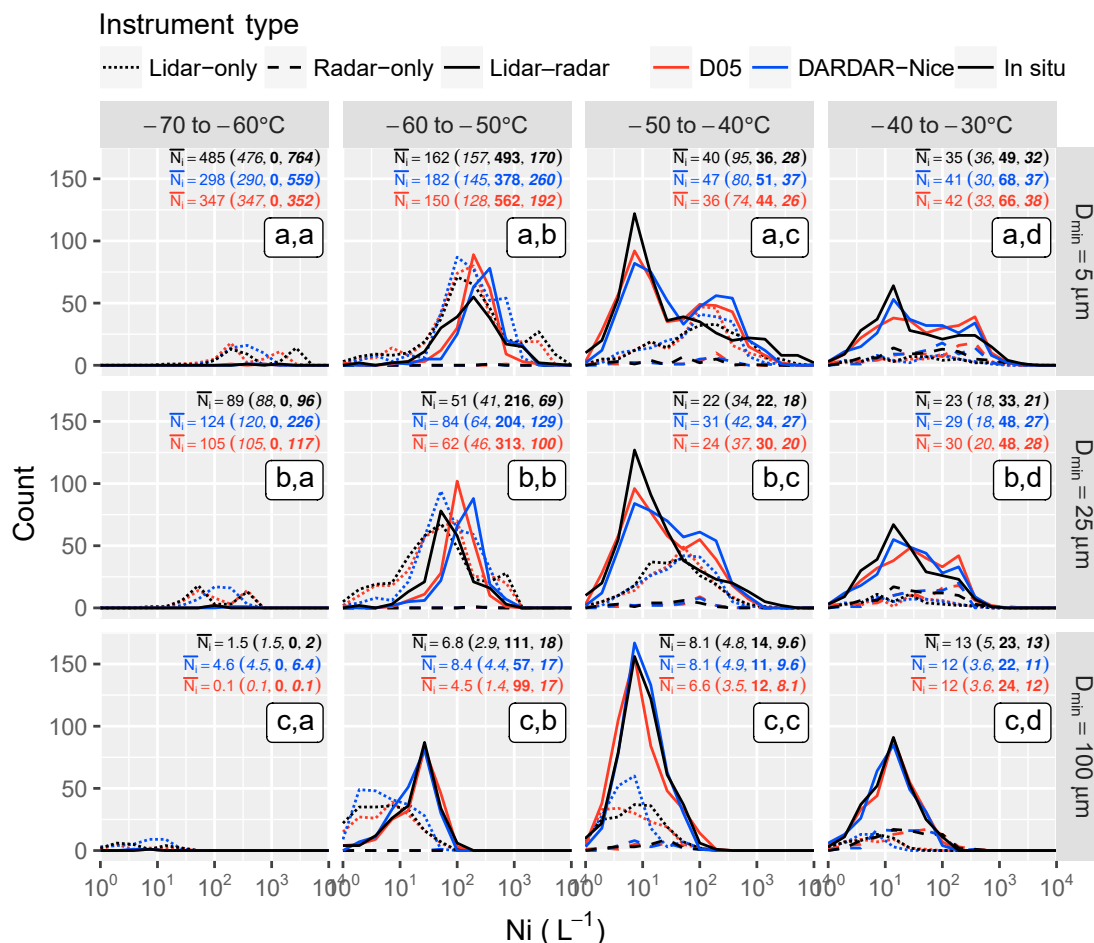 Instrument type
Lidar−only Radar−only Lidar–radar D05 DARDAR−Nice In situ
−70 to −60°C −60 to −50°C −50 to −40°C −40 to −30°C
N̅i = 485 (476, 0, 764) N̅i = 162 (157, 493, 170) N̅i = 40 (95, 36, 28) N̅i = 35 (36, 49, 32)
N̅i = 298 (290, 0, 559) N̅i = 182 (145, 378, 260) N̅i = 47 (80, 51, 37) N̅i = 41 (30, 68, 37)
N̅i = 347 (347, 0, 352) N̅i = 150 (128, 562, 192) N̅i = 36 (74, 44, 26) N̅i = 42 (33, 66, 38)
a,a a,b a,c a,d
150
100
50
0
Dmin = 5 μm
N̅i = 89 (88, 0, 96) N̅i = 51 (41, 216, 69) N̅i = 22 (34, 22, 18) N̅i = 23 (18, 33, 21)
N̅i = 124 (120, 0, 226) N̅i = 84 (64, 204, 129) N̅i = 31 (42, 34, 27) N̅i = 29 (18, 48, 27)
N̅i = 105 (105, 0, 117) N̅i = 62 (46, 313, 100) N̅i = 24 (37, 30, 20) N̅i = 30 (20, 48, 28)
b,a b,b b,c b,d
150
100
50
0
Dmin = 25 μm
Count
N̅i = 1.5 (1.5, 0, 2) N̅i = 6.8 (2.9, 111, 18) N̅i = 8.1 (4.8, 14, 9.6) N̅i = 13 (5, 23, 13)
N̅i = 4.6 (4.5, 0, 6.4) N̅i = 8.4 (4.4, 57, 17) N̅i = 8.1 (4.9, 11, 9.6) N̅i = 12 (3.6, 22, 11)
N̅i = 0.1 (0.1, 0, 0.1) N̅i = 4.5 (1.4, 99, 17) N̅i = 6.6 (3.5, 12, 8.1) N̅i = 12 (3.6, 24, 12)
c,a c,b c,c c,d
150
100
50
0
Dmin = 100 μm
10⁰ 10¹ 10² 10³ 10⁴ 10⁰ 10¹ 10² 10³ 10⁴ 10⁰ 10¹ 10² 10³ 10⁴ 10⁰ 10¹ 10² 10³ 10⁴
Ni ( L⁻¹)